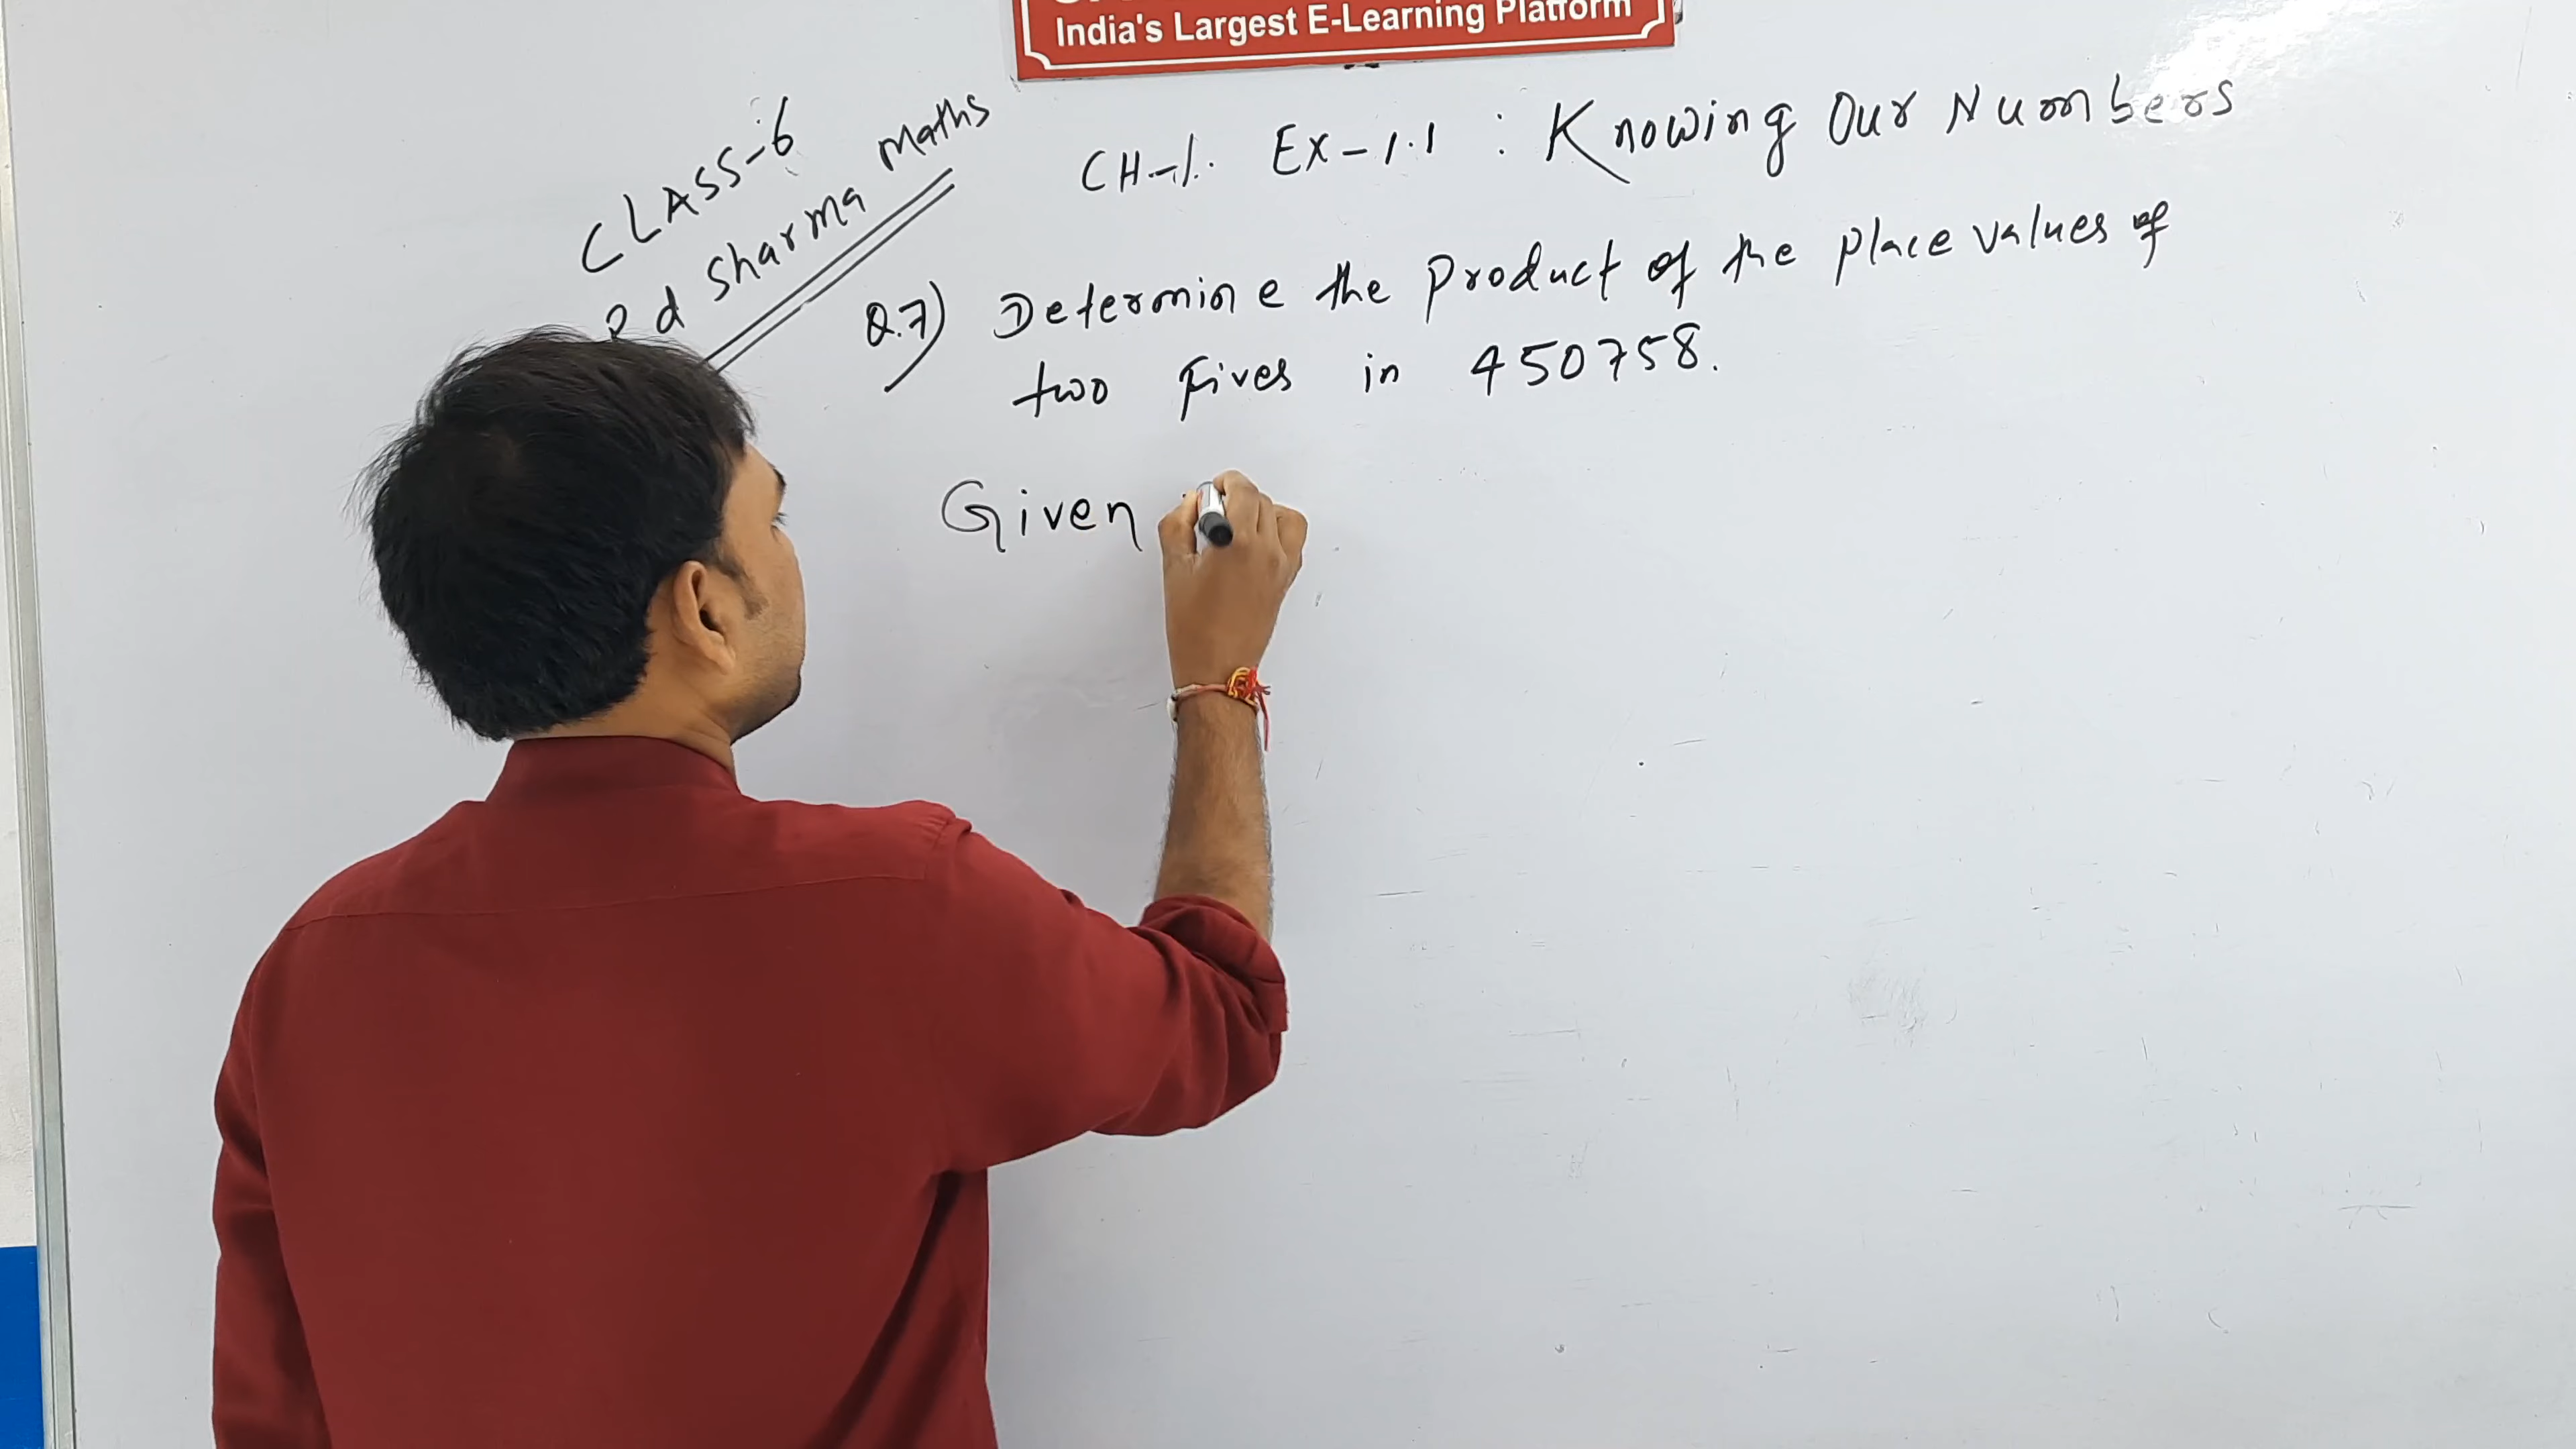 India's Largest E-Learning Platform
CLASS-6
Rd Sharma Maths
CH-1. Ex-1.1 : Knowing Our Numbers
Q.7) Determine the product of the place values of
two fives in 450758.
Given